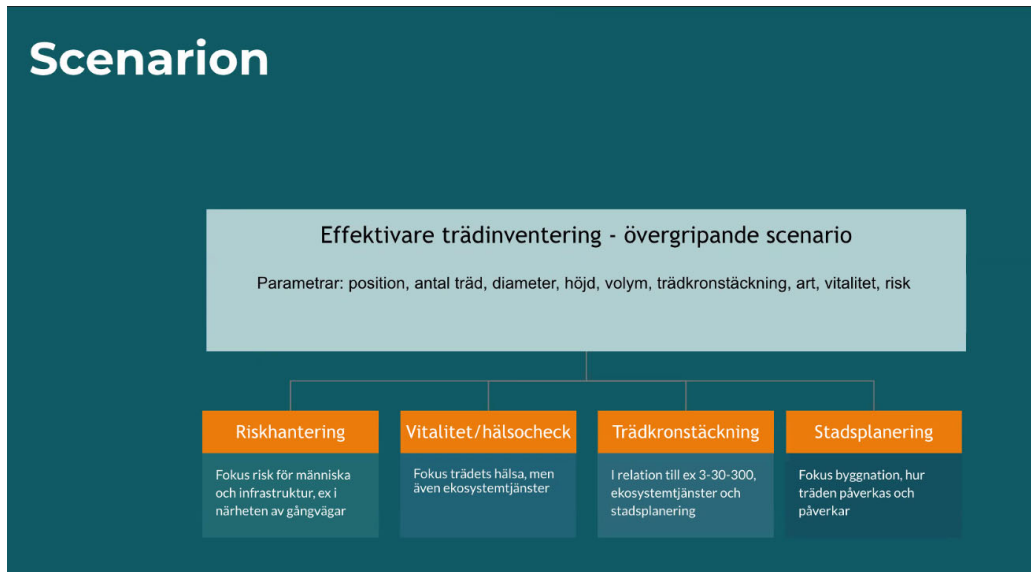 Scenarion
Effektivare trädinventering - övergripande scenario
Parametrar: position, antal träd, diameter, höjd, volym, trädkronstäckning, art, vitalitet, risk
Riskhantering
Fokus risk för människa
och infrastruktur, ex i
närheten av gångvägar
Vitalitet/hälsocheck
Fokus trädets hälsa, men
även ekosystemtjänster
Trädkronstäckning
I relation till ex 3-30-300,
ekosystemtjänster och
stadsplanering
Stadsplanering
Fokus byggnation, hur
träden påverkas och
påverkar